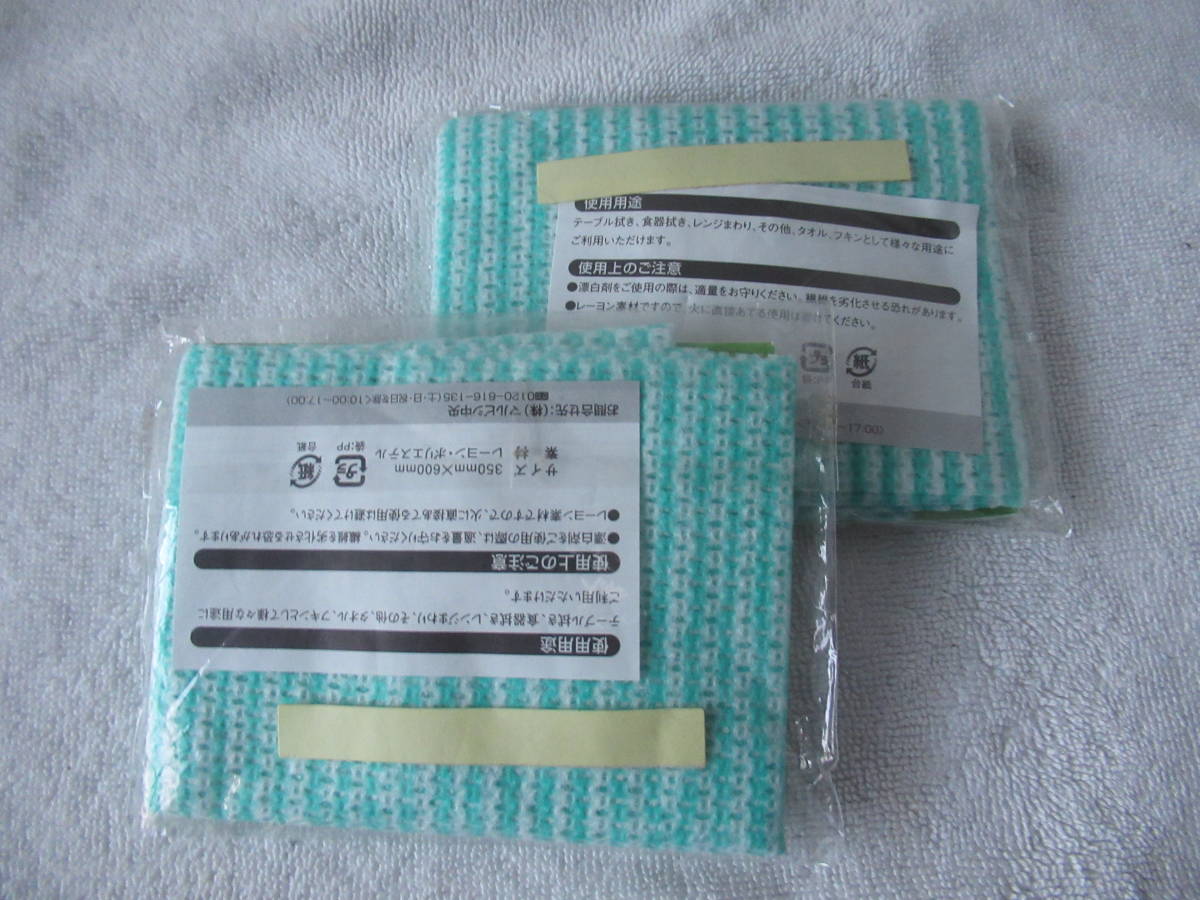 使用用途
テーブル拭き、食器拭き、レンジまわり、その他、タオル、フキンとして様々な用途に
ご利用いただけます。
使用上のご注意
●漂白剤をご使用の際は、適量をお守りください。繊維を劣化させる恐れがあります。
●レーヨン素材ですので、火に直接あてる使用は避けてください。
プラ
紙
台紙
~17:00)
使用用途
テーブル拭き、食器拭き、レンジまわり、その他、タオル、フキンとして様々な用途に
ご利用いただけます。
使用上のご注意
●漂白剤をご使用の際は、適量をお守りください。繊維を劣化させる恐れがあります。
●レーヨン素材ですので、火に直接あてる使用は避けてください。
サイズ 350mm×600mm
素材 レーヨン・ポリエステル
プラ
袋:PP
紙
台紙
お問合せ先:(株)マルビシ中央
0120-616-135(土・日・祝日を除く10:00~17:00)